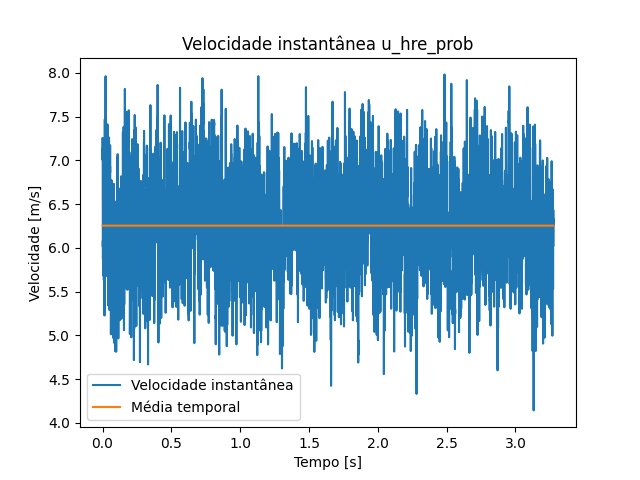 Velocidade instantânea u_hre_prob
Velocidade [m/s]
8.0
7.5
7.0
6.5
6.0
5.5
5.0
4.5
4.0
Velocidade instantânea
Média temporal
0.0 0.5 1.0 1.5 2.0 2.5 3.0
Tempo [s]